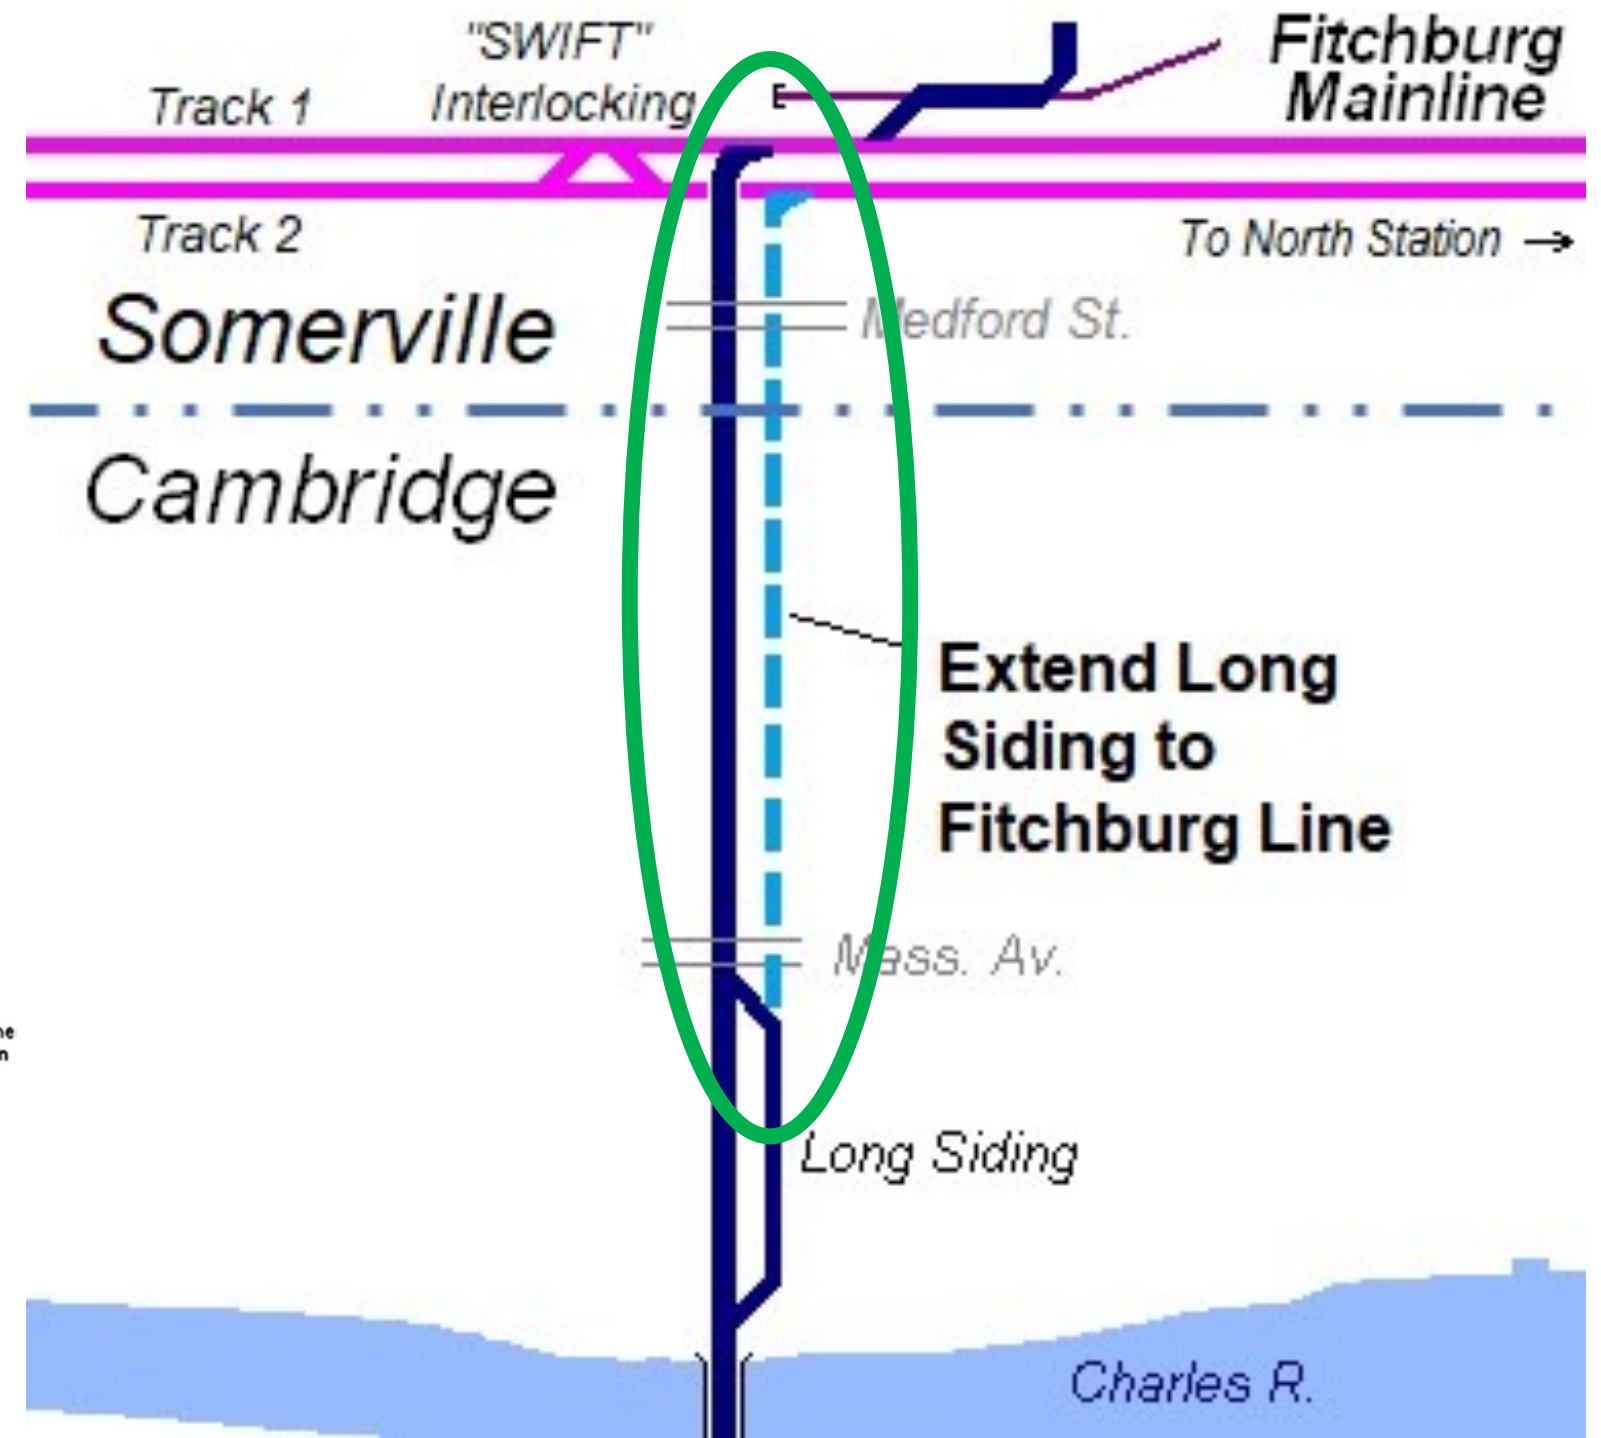 "SWIFT"
Interlocking
Fitchburg
Mainline
Track 1
Track 2
To North Station →
Somerville
Medford St.
Cambridge
Extend Long
Siding to
Fitchburg Line
Mass. Av.
Long Siding
Charles R.